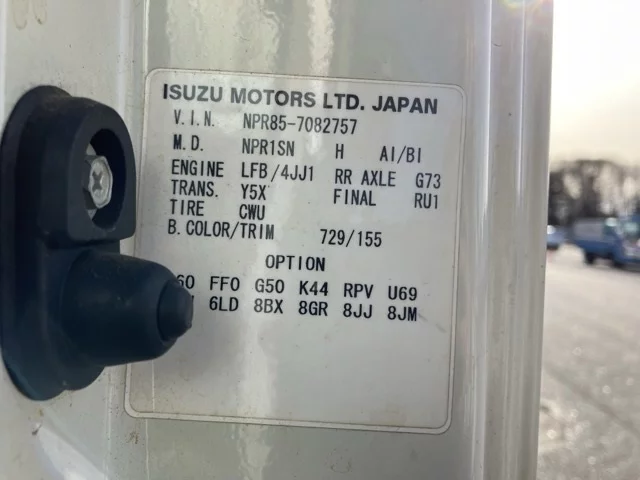 ISUZU MOTORS LTD. JAPAN
V.I.N. NPR85-7082757
M.D. NPR1SN H AI/BI
ENGINE LFB/4JJ1 RR AXLE G73
TRANS. Y5X FINAL RU1
TIRE CWU
B.COLOR/TRIM 729/155
OPTION
FFO G50 K44 RPV U69
6LD 8BX 8GR 8JJ 8JM